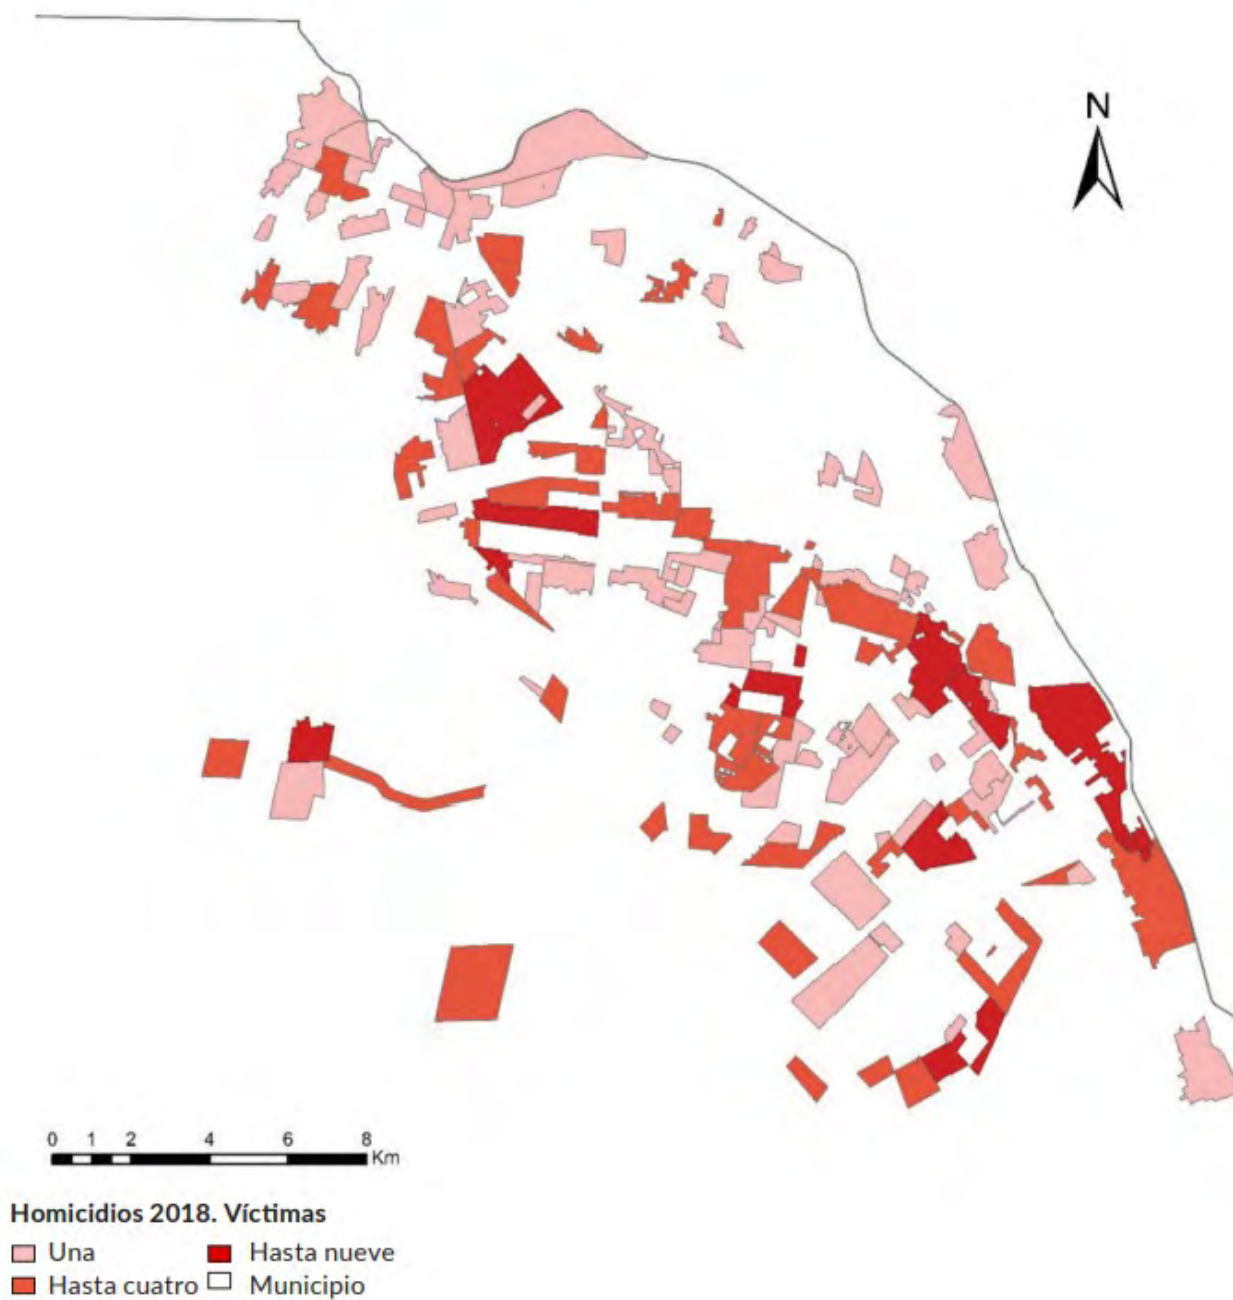 N
0 1 2 4 6 8
Km
Homicidios 2018. Víctimas
Una
Hasta nueve
Hasta cuatro
Municipio